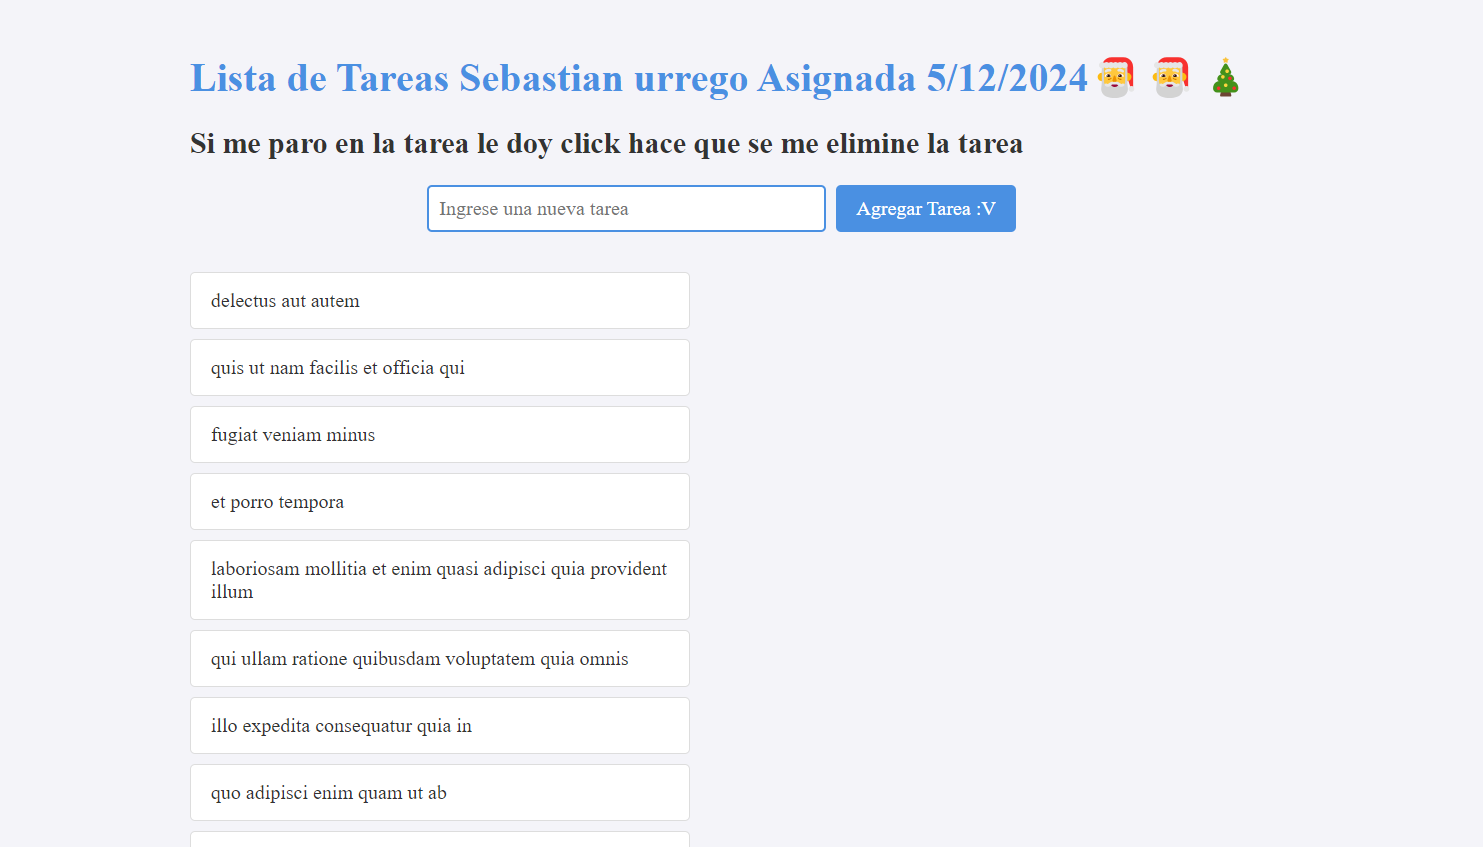 Lista de Tareas Sebastian urrego Asignada 5/12/2024🎅 🎅 🎄
Si me paro en la tarea le doy click hace que se me elimine la tarea
Ingrese una nueva tarea
Agregar Tarea :V
delectus aut autem
quis ut nam facilis et officia qui
fugiat veniam minus
et porro tempora
laboriosam mollitia et enim quasi adipisci quia provident
illum
qui ullam ratione quibusdam voluptatem quia omnis
illo expedita consequatur quia in
quo adipisci enim quam ut ab